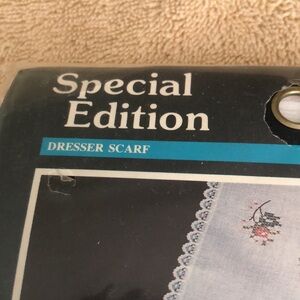 Special
Edition
DRESSER SCARF